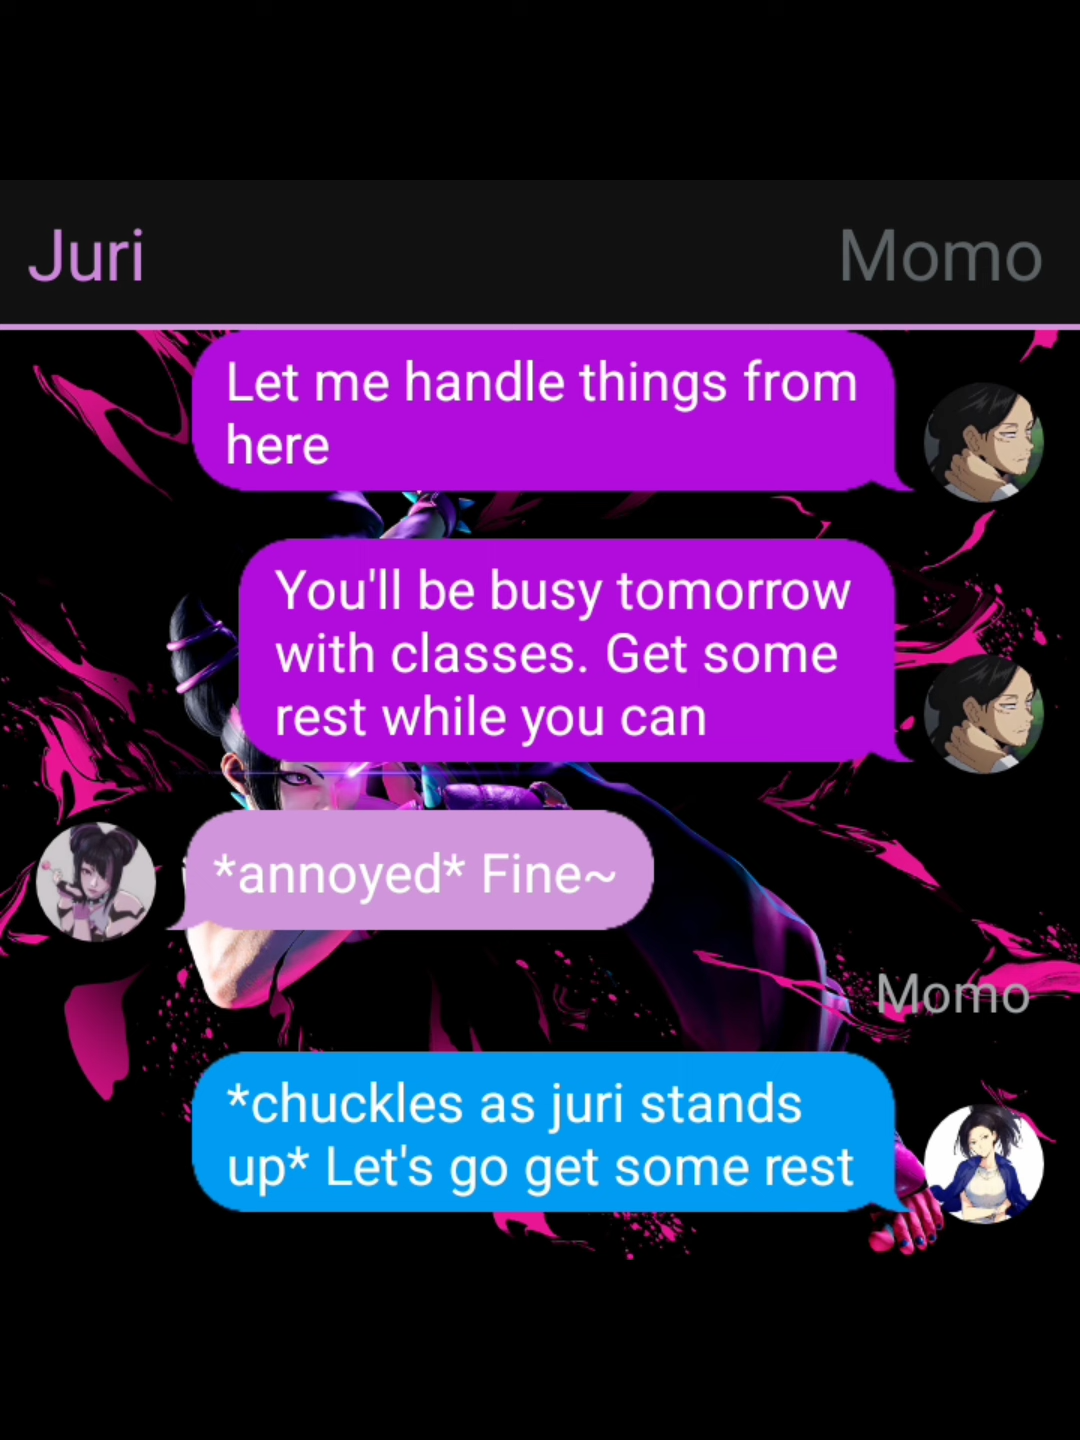 Juri
Momo
Let me handle things from
here
You'll be busy tomorrow
with classes. Get some
rest while you can
*annoyed* Fine~
Momo
*chuckles as juri stands
up* Let's go get some rest